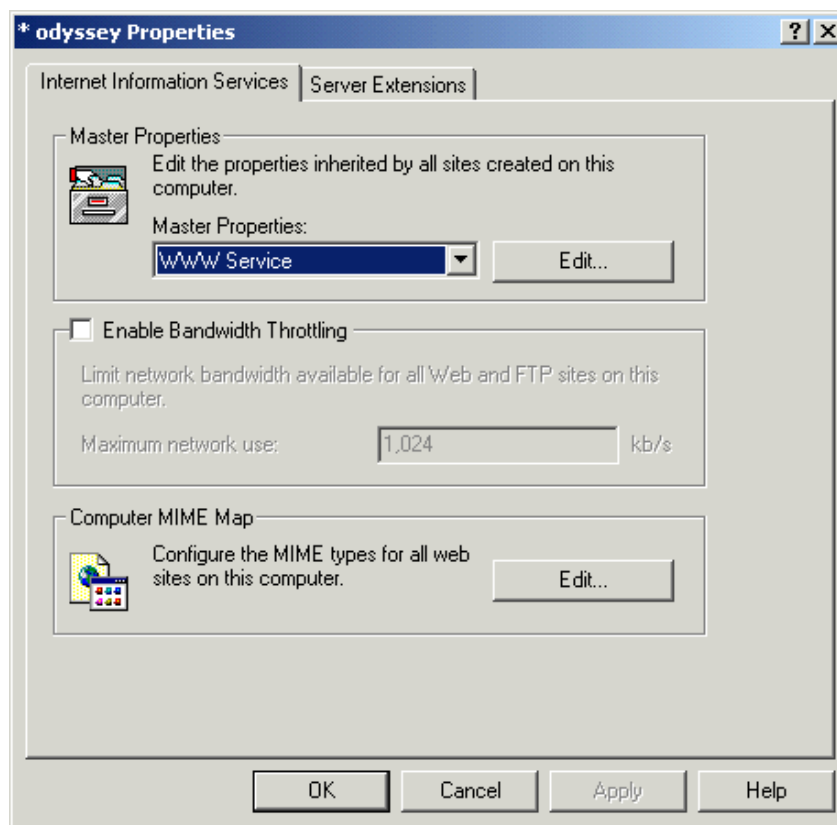 * odyssey Properties
Internet Information Services
Server Extensions
Master Properties
Edit the properties inherited by all sites created on this
computer.
Master Properties:
WWW Service
Edit...
Enable Bandwidth Throttling
Limit network bandwidth available for all Web and FTP sites on this
computer.
Maximum network use:
1,024
kb/s
Computer MIME Map
Configure the MIME types for all web
sites on this computer.
Edit...
OK
Cancel
Apply
Help